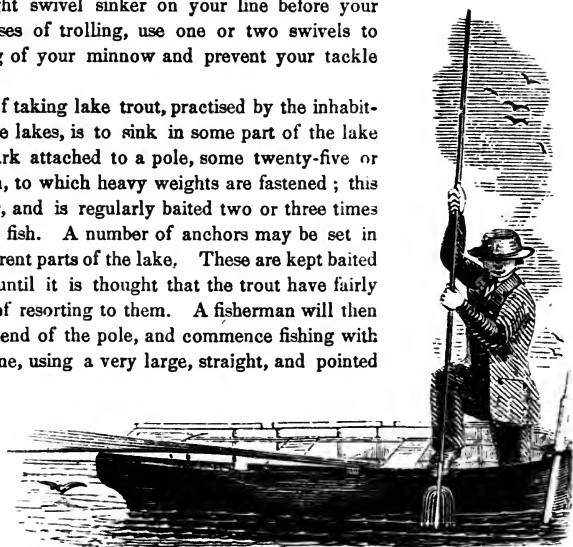 ght swivel sinker on your line before your
ses of trolling, use one or two swivels to
g of your minnow and prevent your tackle
f taking lake trout, practised by the inhabit-
e lakes, is to sink in some part of the lake
rk attached to a pole, some twenty-five or
, to which heavy weights are fastened ; this
, and is regularly baited two or three times
fish. A number of anchors may be set in
rent parts of the lake. These are kept baited
until it is thought that the trout have fairly
f resorting to them. A fisherman will then
end of the pole, and commence fishing with
ne, using a very large, straight, and pointed